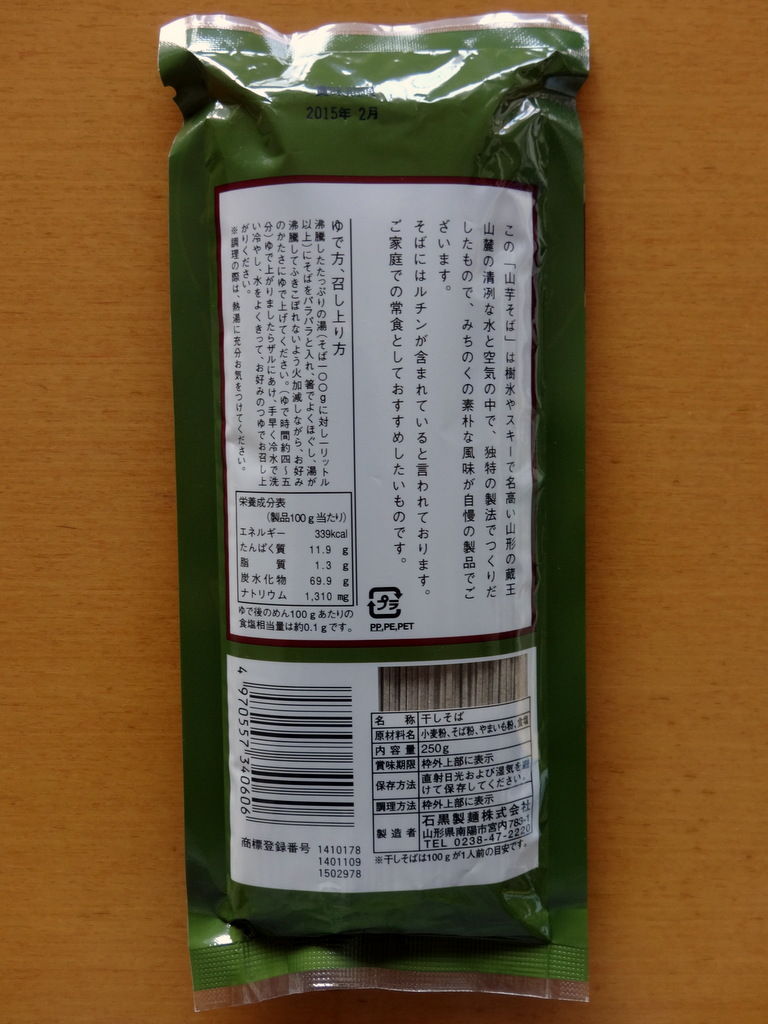 賞味期限
2015年 2月
この「山芋そば」は樹氷やスキーで名高い山形の蔵王
山麓の清冽な水と空気の中で、独特の製法でつくりだ
したもので、みちのくの素朴な風味が自慢の製品でご
ざいます。
そばにはルチンが含まれていると言われております。
ご家庭での常食としておすすめしたいものです。
ゆで方、召し上り方
沸騰したたっぷりの湯(そば一〇〇gに対し一リットル
以上)にそばをバラバラと入れ、箸でよくほぐし、湯が
沸騰してふきこぼれないよう火加減しながら、お好み
のかたさにゆで上げてください。(ゆで時間約四〜五
分)ゆで上がりましたらザルにあけ、手早く冷水で洗
い冷やし、水をよくきって、お好みのつゆでお召し上
がりください。
※調理の際は、熱湯に充分お気をつけてください。
栄養成分表
(製品100g当たり)
エネルギー 339kcal
たんぱく質 11.9 g
脂質 1.3 g
炭水化物 69.9 g
ナトリウム 1,310 mg
ゆで後のめん100gあたりの
食塩相当量は約0.1gです。
プラ
PP,PE,PET
4 970557 340606
商標登録番号 1410178
1401109
1502978
名称 干しそば
原材料名 小麦粉、そば粉、やまいも粉、食塩
内容量 250g
賞味期限 枠外上部に表示
保存方法 直射日光および湿気を避
けて保存してください。
調理方法 枠外上部に表示
製造者 石黒製麺株式会社
山形県南陽市宮内783-1
TEL 0238-47-2220
※干しそばは100gが1人前の目安です。